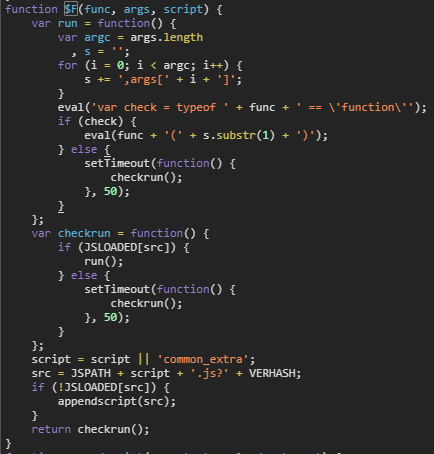 function $F(func, args, script) {
    var run = function() {
        var argc = args.length
          , s = '';
        for (i = 0; i < argc; i++) {
            s += ',args[' + i + ']';
        }
        eval('var check = typeof ' + func + ' == \'function\'');
        if (check) {
            eval(func + '(' + s.substr(1) + ')');
        } else {
            setTimeout(function() {
                checkrun();
            }, 50);
        }
    };
    var checkrun = function() {
        if (JSLOADED[src]) {
            run();
        } else {
            setTimeout(function() {
                checkrun();
            }, 50);
        }
    };
    script = script || 'common_extra';
    src = JSPATH + script + '.js?' + VERHASH;
    if (!JSLOADED[src]) {
        appendscript(src);
    }
    return checkrun();
}